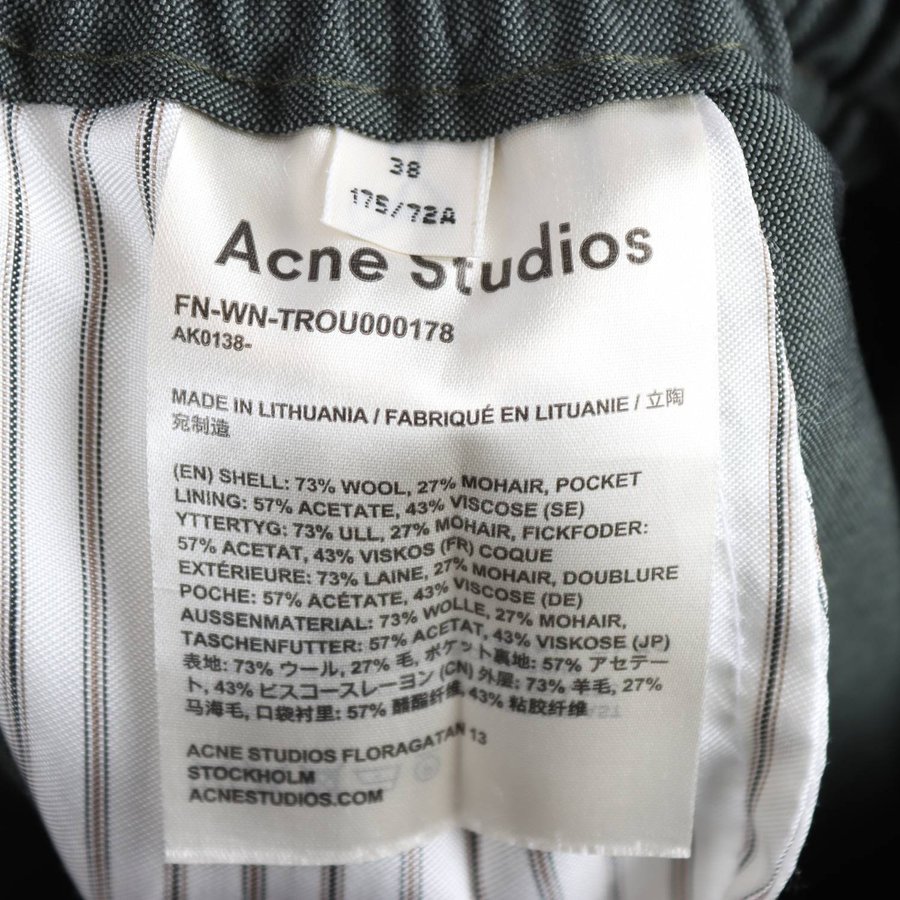 38
175/72A
Acne Studios
FN-WN-TROU000178
AK0138-
MADE IN LITHUANIA / FABRIQUÉ EN LITUANIE / 立陶
宛制造
(EN) SHELL: 73% WOOL, 27% MOHAIR, POCKET
LINING: 57% ACETATE, 43% VISCOSE (SE)
YTTERTYG: 73% ULL, 27% MOHAIR, FICKFODER:
57% ACETAT, 43% VISKOS (FR) COQUE
EXTÉRIEURE: 73% LAINE, 27% MOHAIR, DOUBLURE
POCHE: 57% ACÉTATE, 43% VISCOSE (DE)
AUSSENMATERIAL: 73% WOLLE, 27% MOHAIR,
TASCHENFUTTER: 57% ACETAT, 43% VISKOSE (JP)
表地: 73% ウール, 27% 毛, ポケット裏地: 57% アセテー
ト, 43% ビスコースレーヨン (CN) 外屋: 73% 羊毛, 27%
马海毛, 口袋衬里: 57% 醋酯纤维, 43% 粘胶纤维
ACNE STUDIOS FLORAGATAN 13
STOCKHOLM
ACNESTUDIOS.COM